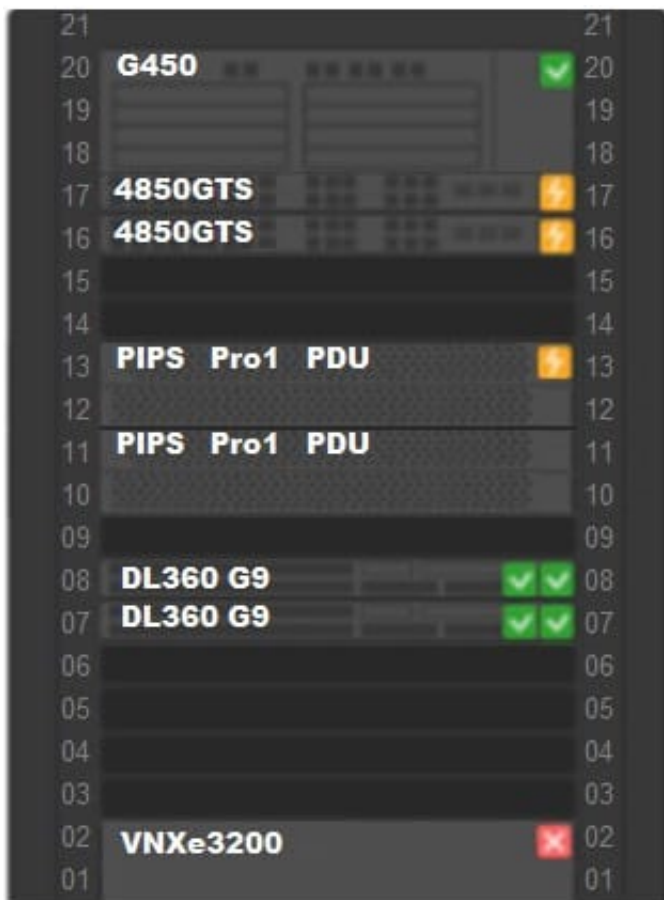 21 21
20 G450 20
19 19
18 18
17 4850GTS 17
16 4850GTS 16
15 15
14 14
13 PIPS Pro1 PDU 13
12 12
11 PIPS Pro1 PDU 11
10 10
09 09
08 DL360 G9 08
07 DL360 G9 07
06 06
05 05
04 04
03 03
02 VNXe3200 02
01 01